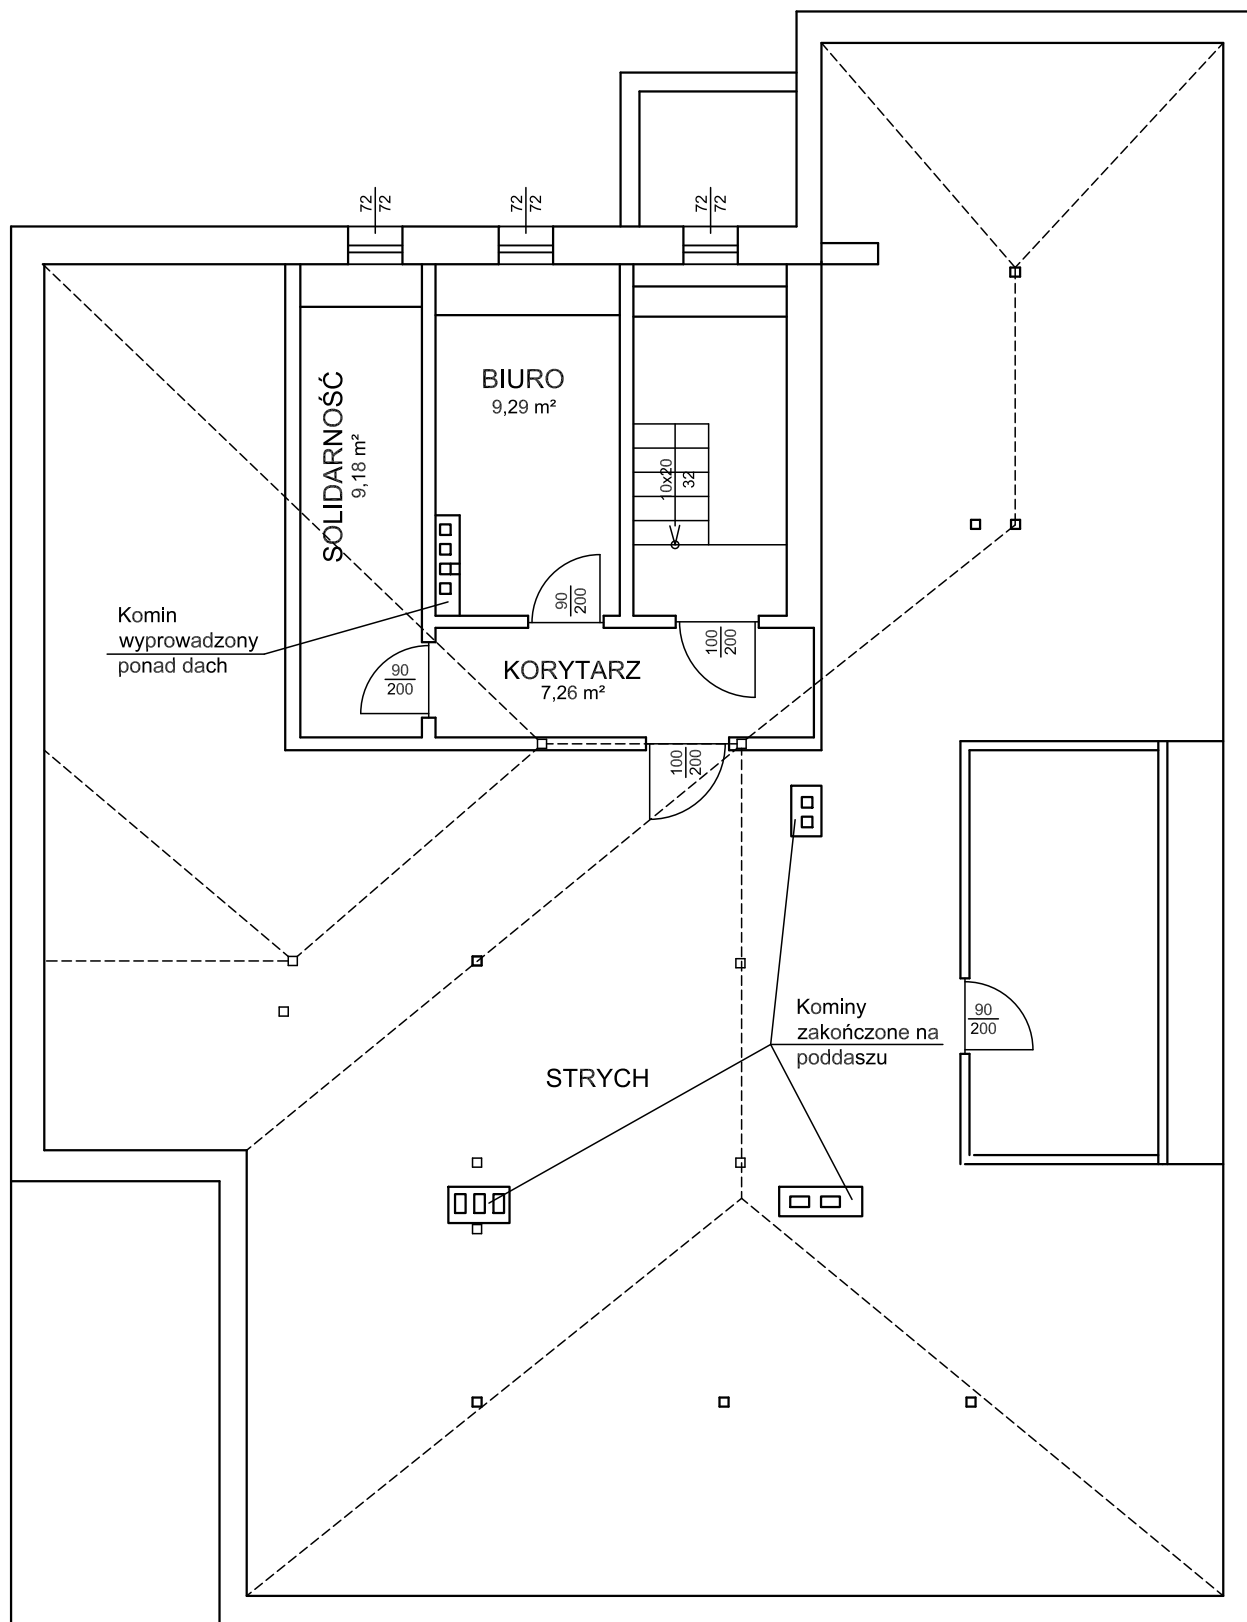 72
72
72
72
72
72
BIURO
9,29 m²
SOLIDARNOŚĆ
9,18 m²
10x20
32
90
200
Komin
wyprowadzony
ponad dach
100
200
90
200
KORYTARZ
7,26 m²
100
200
Kominy
zakończone na
poddaszu
90
200
STRYCH